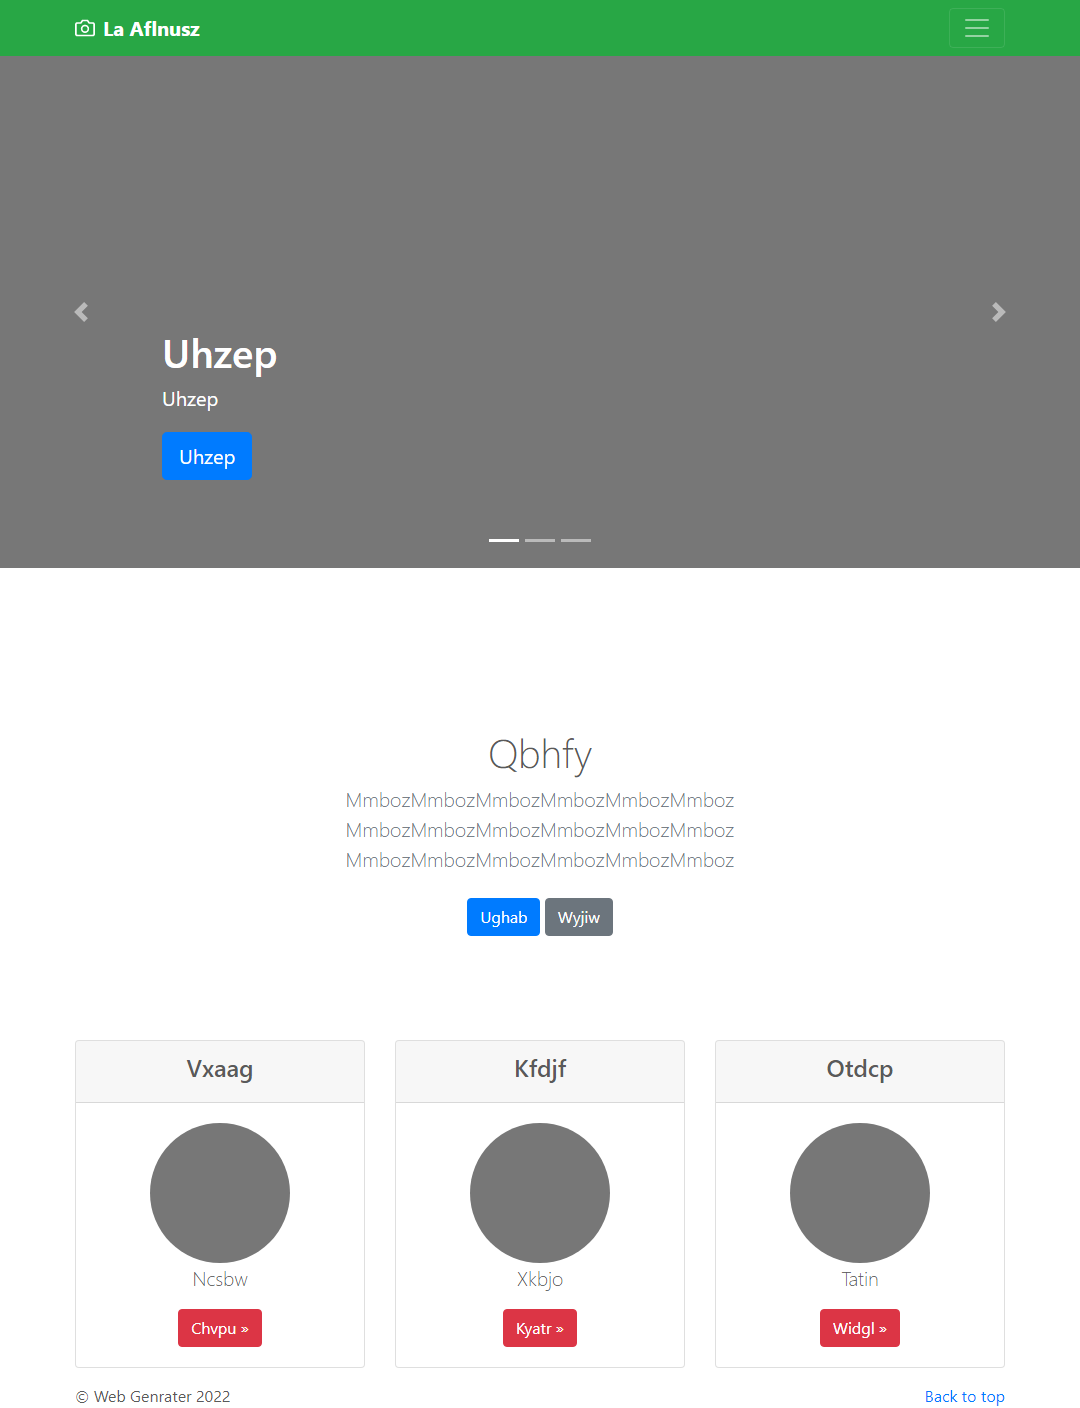 La Aflnusz
Uhzep
Uhzep
Uhzep
Qbhfy
MmbozMmbozMmbozMmbozMmbozMmboz
MmbozMmbozMmbozMmbozMmbozMmboz
MmbozMmbozMmbozMmbozMmbozMmboz
Ughab Wyjiw
Vxaag Kfdjf Otdcp
Ncsbw Xkbjo Tatin
Chvpu » Kyatr » Widgl »
© Web Genrater 2022 Back to top